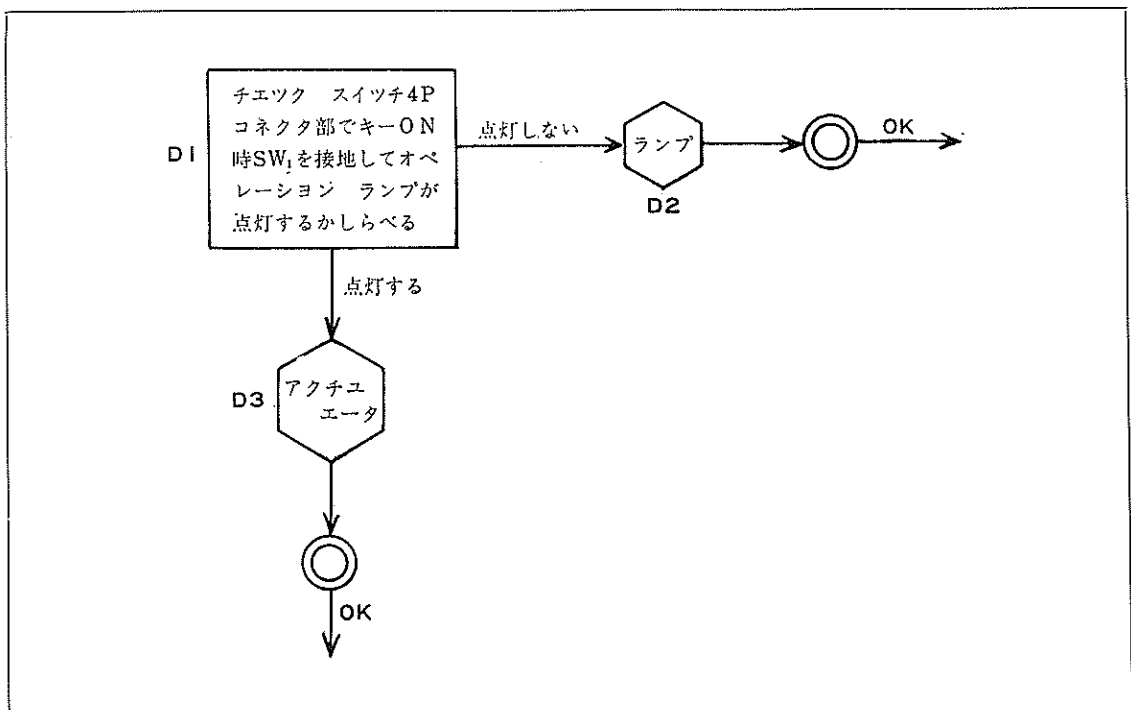 D1
チエツク スイツチ4P
コネクタ部でキーON
時SW₁を接地してオペ
レーシヨン ランプが
点灯するかしらべる
点灯しない
ランプ
D2
OK
点灯する
D3
アクチユ
エータ
OK